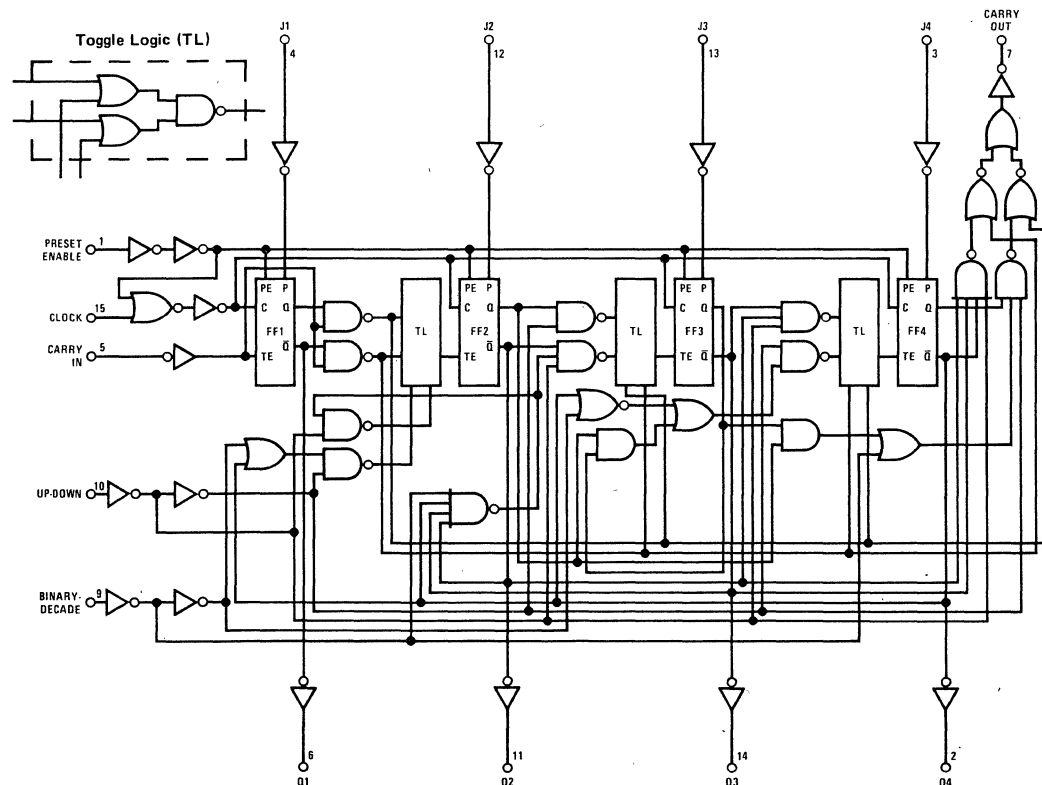 Toggle Logic (TL)
J1
4
J2
12
J3
13
J4
3
CARRY
OUT
7
PRESET
ENABLE
1
CLOCK
15
CARRY
IN
5
PE P
C Q
FF1
TE Q̅
TL
PE P
C Q
FF2
TE Q̅
TL
PE P
C Q
FF3
TE Q̅
TL
PE P
C Q
FF4
TE Q̅
UP-DOWN
10
BINARY-
DECADE
9
6
Q1
11
Q2
14
Q3
2
Q4